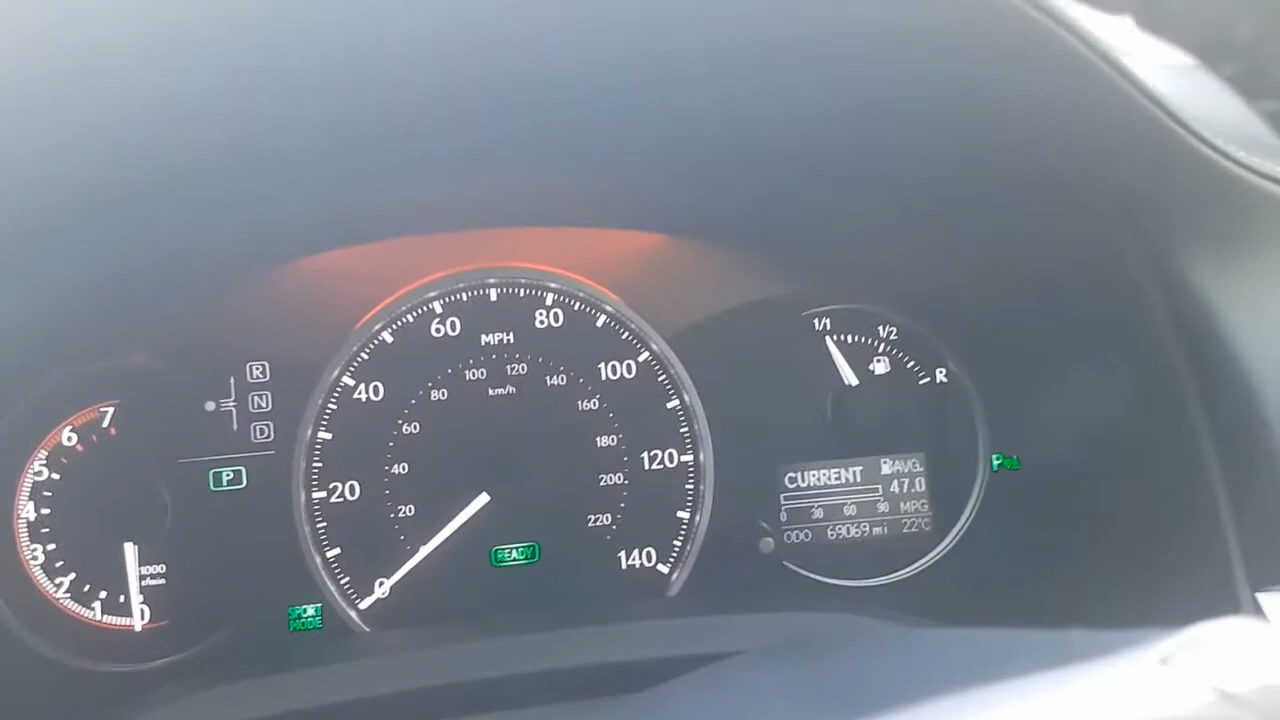 7
6
5
4
3
2
1
0
1000
r/min
R
N
D
P
SPORT
MODE
0
20
40
60
80
100
120
140
MPH
20
40
60
80
100
120
140
160
180
200
220
km/h
READY
1/1
1/2
R
CURRENT
AVG.
47.0
0 30 60 90 MPG
ODO 69069 mi 22°C
P